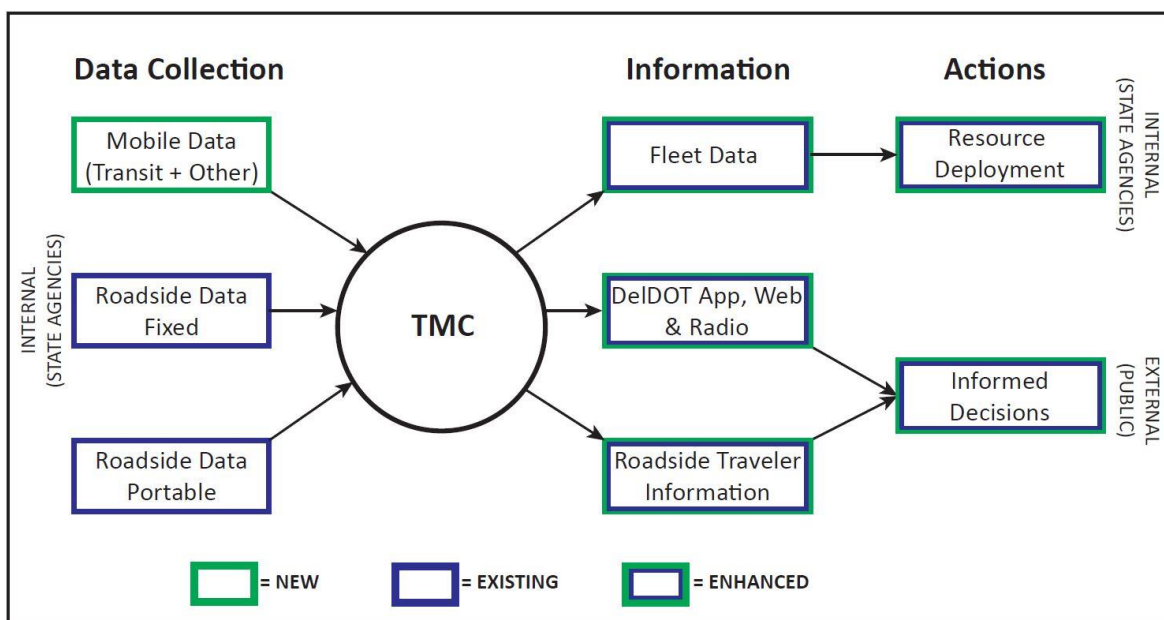 Data Collection
Information
Actions
Mobile Data
(Transit + Other)
Fleet Data
Resource
Deployment
INTERNAL
(STATE AGENCIES)
INTERNAL
(STATE AGENCIES)
Roadside Data
Fixed
TMC
DelDOT App, Web
& Radio
Informed
Decisions
EXTERNAL
(PUBLIC)
Roadside Data
Portable
Roadside Traveler
Information
= NEW
= EXISTING
= ENHANCED